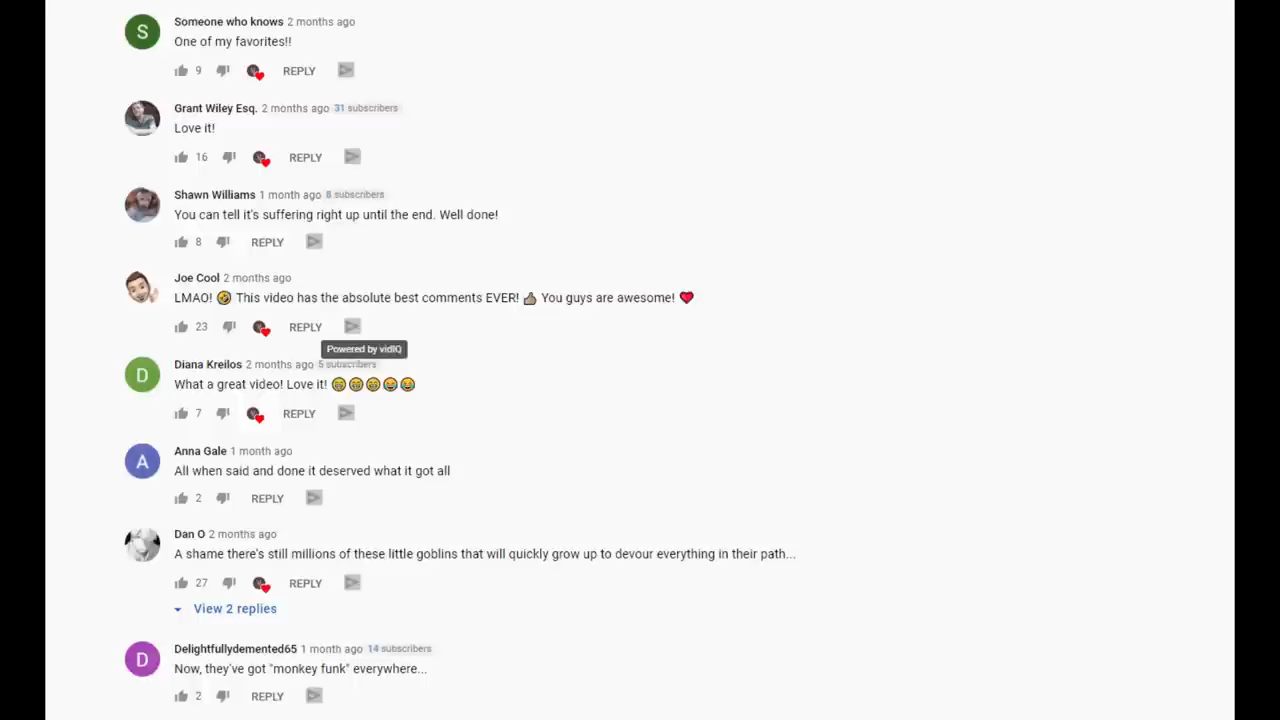 S
Someone who knows 2 months ago
One of my favorites!!
9 REPLY
Grant Wiley Esq. 2 months ago 31 subscribers
Love it!
16 REPLY
Shawn Williams 1 month ago 8 subscribers
You can tell it's suffering right up until the end. Well done!
8 REPLY
Joe Cool 2 months ago
LMAO! 🤣 This video has the absolute best comments EVER! 👍🏽 You guys are awesome! ❤️
23 REPLY
Powered by vidIQ
D
Diana Kreilos 2 months ago 5 subscribers
What a great video! Love it! 😁😁😁😂😂
7 REPLY
A
Anna Gale 1 month ago
All when said and done it deserved what it got all
2 REPLY
Dan O 2 months ago
A shame there's still millions of these little goblins that will quickly grow up to devour everything in their path...
27 REPLY
View 2 replies
D
Delightfullydemented65 1 month ago 14 subscribers
Now, they've got "monkey funk" everywhere...
2 REPLY